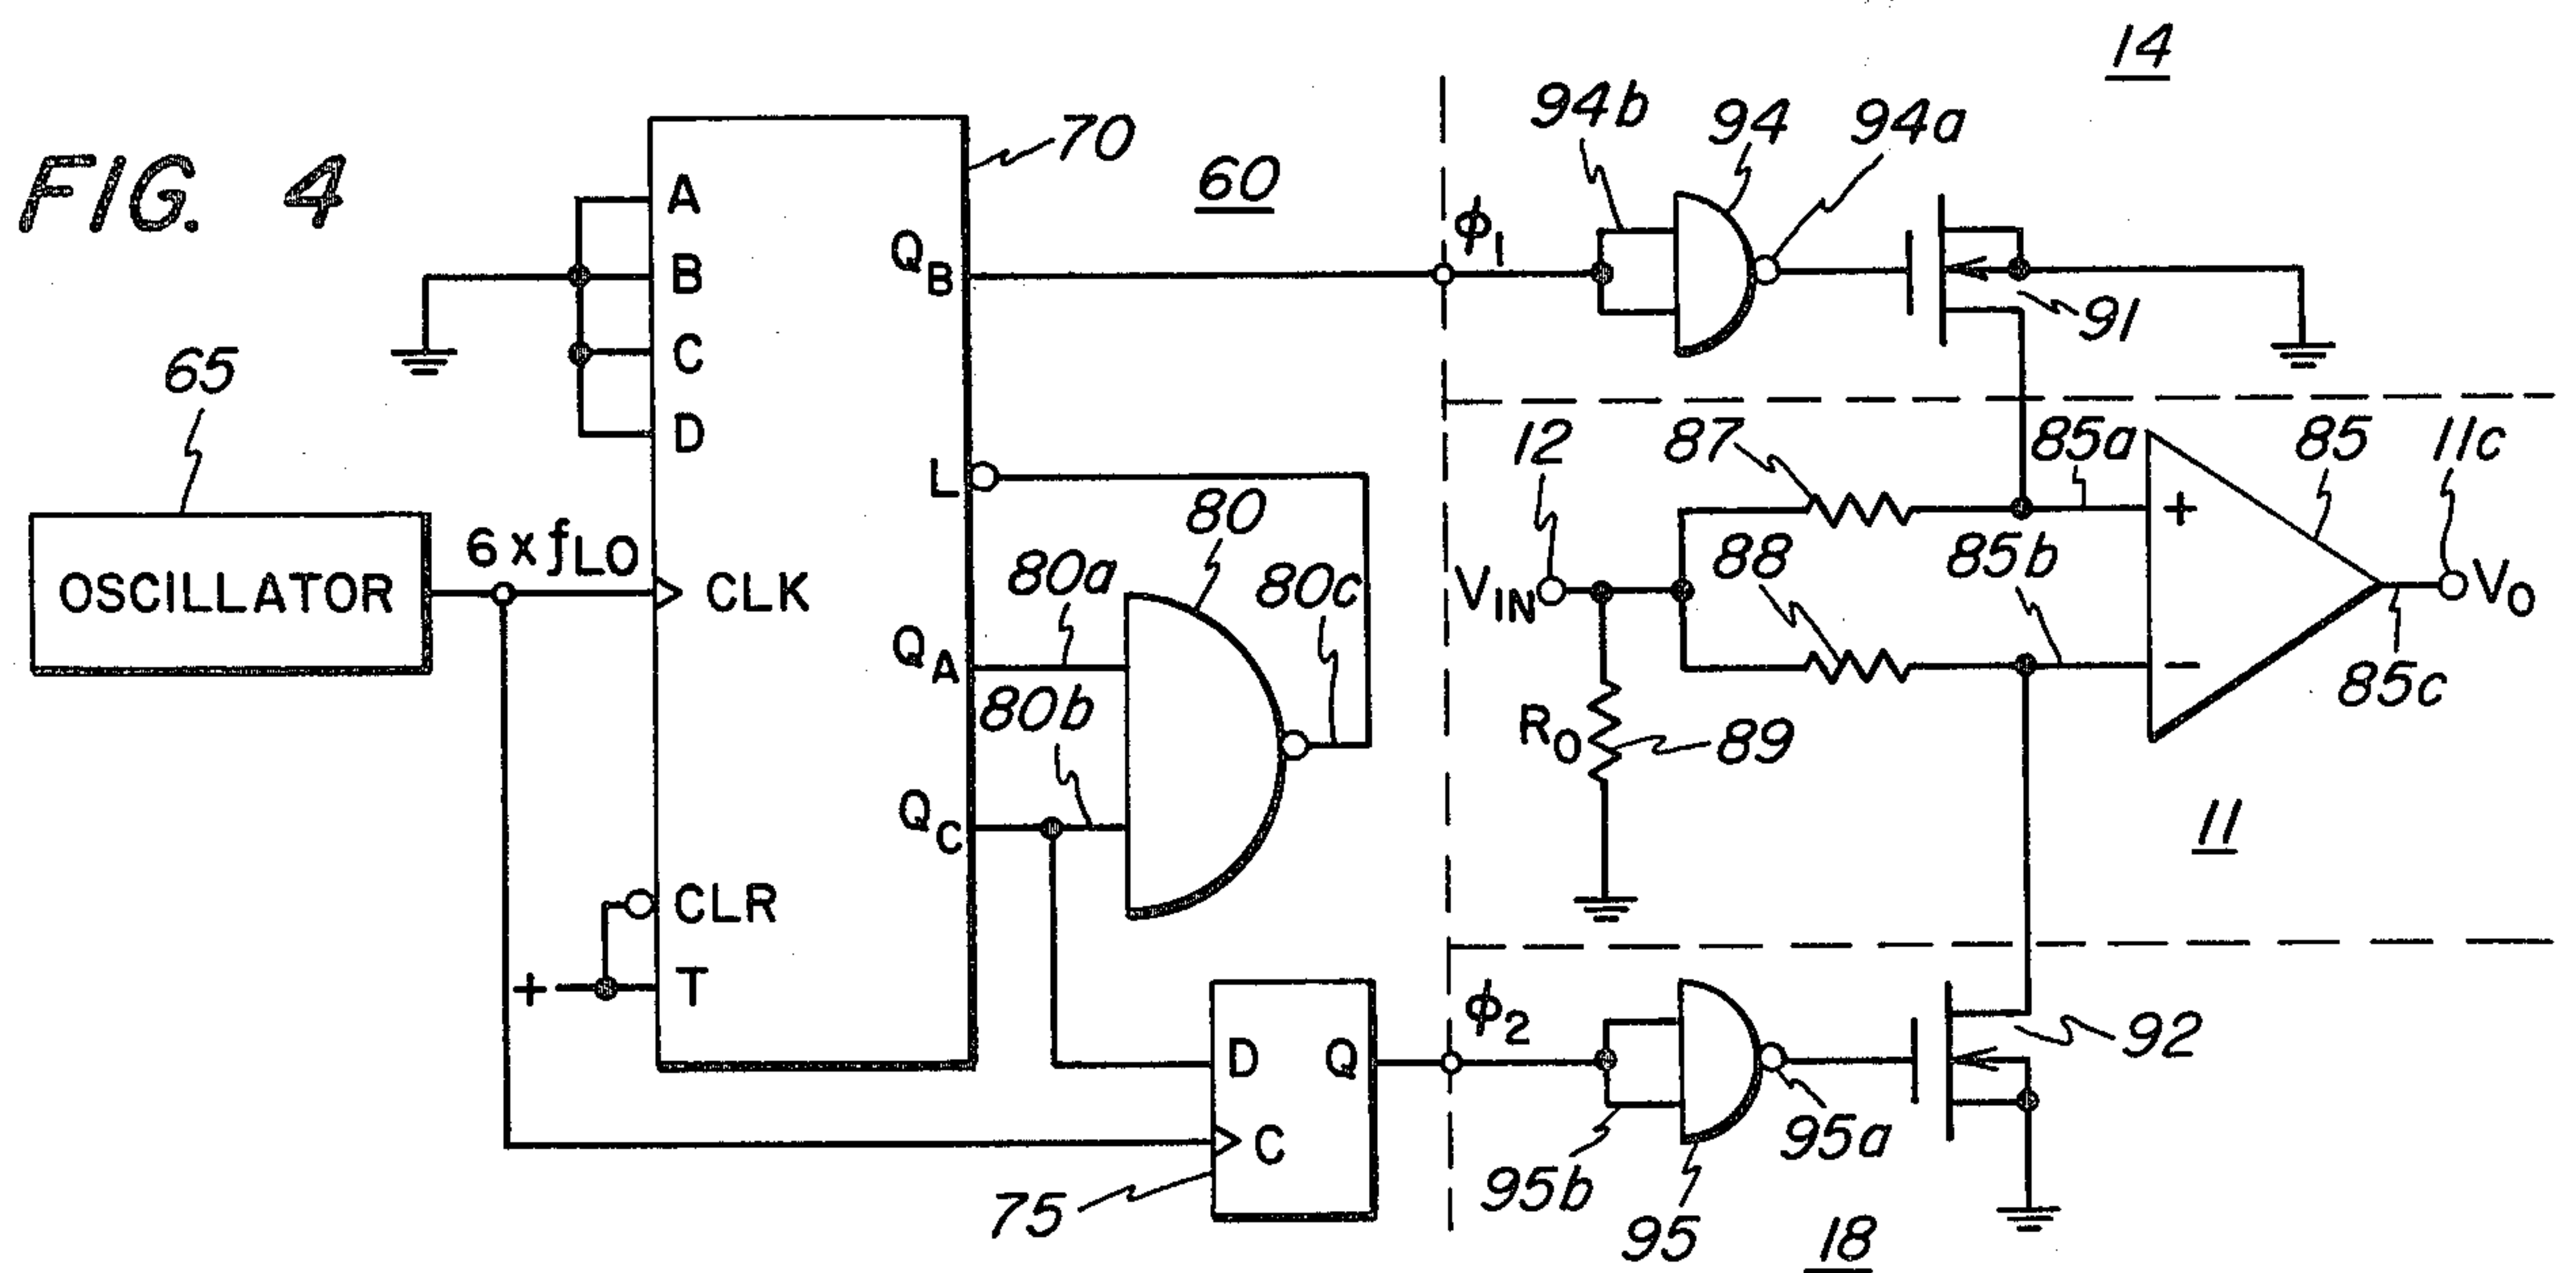 FIG. 4
14
94b
94
94a
70
60
A
B
C
D
Q_B
ϕ1
91
65
L
12
87
85a
85
11c
80
6 x fLO
OSCILLATOR
CLK
80a
80c
88
85b
+
VIN
VO
QA
80b
RO
89
−
85c
QC
11
CLR
+
T
D
Q
C
75
ϕ2
92
95b
95a
95
18